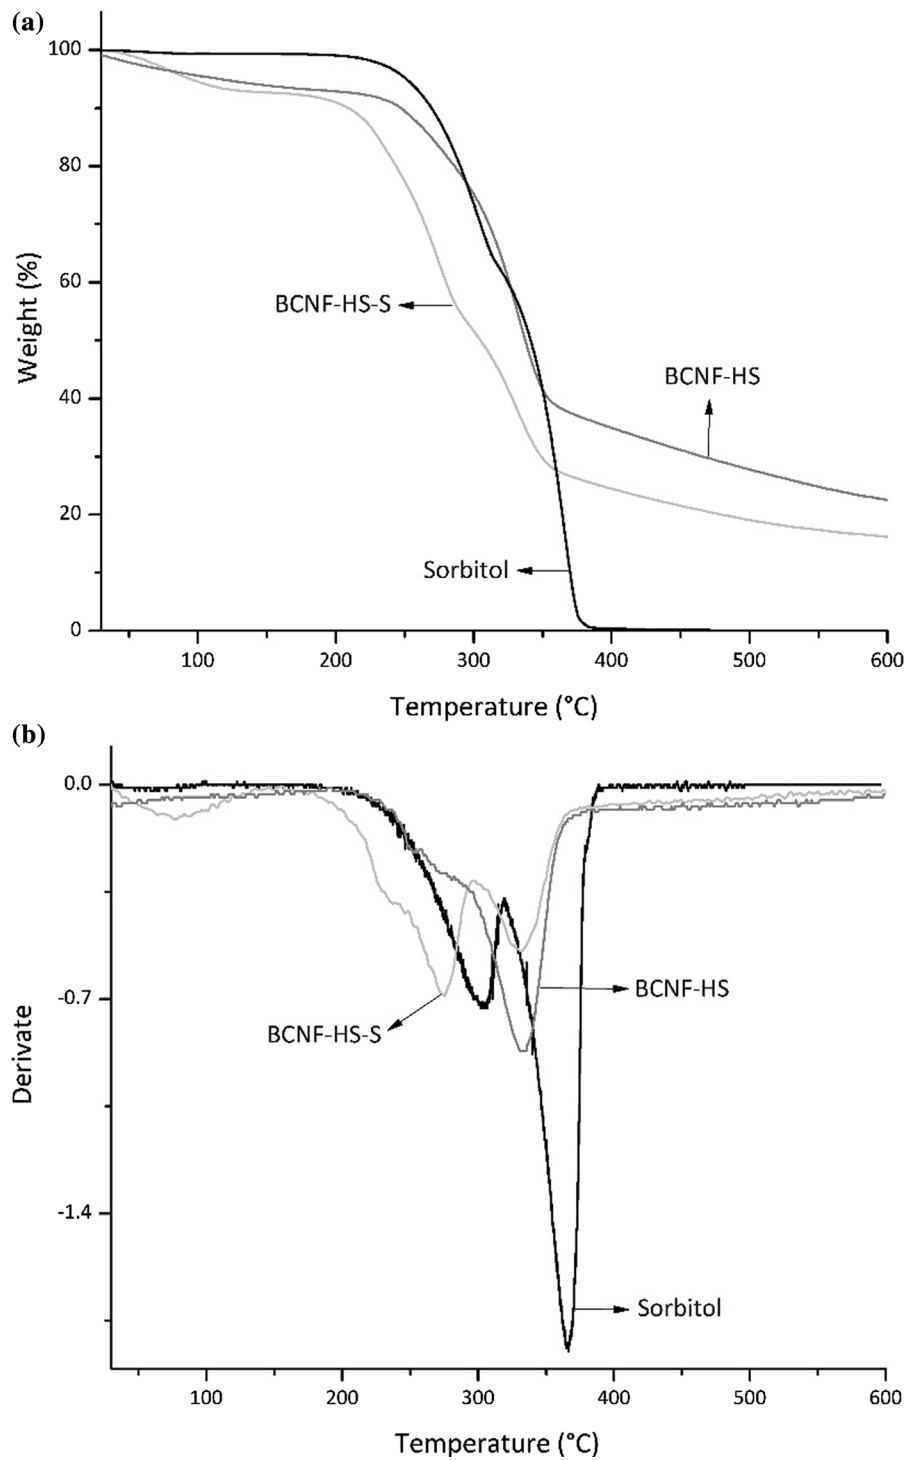 (a)
100
80
60
40
20
0
Weight (%)
BCNF-HS-S
BCNF-HS
Sorbitol
100 200 300 400 500 600
Temperature (°C)
(b)
0.0
-0.7
-1.4
Derivate
BCNF-HS-S
BCNF-HS
Sorbitol
100 200 300 400 500 600
Temperature (°C)